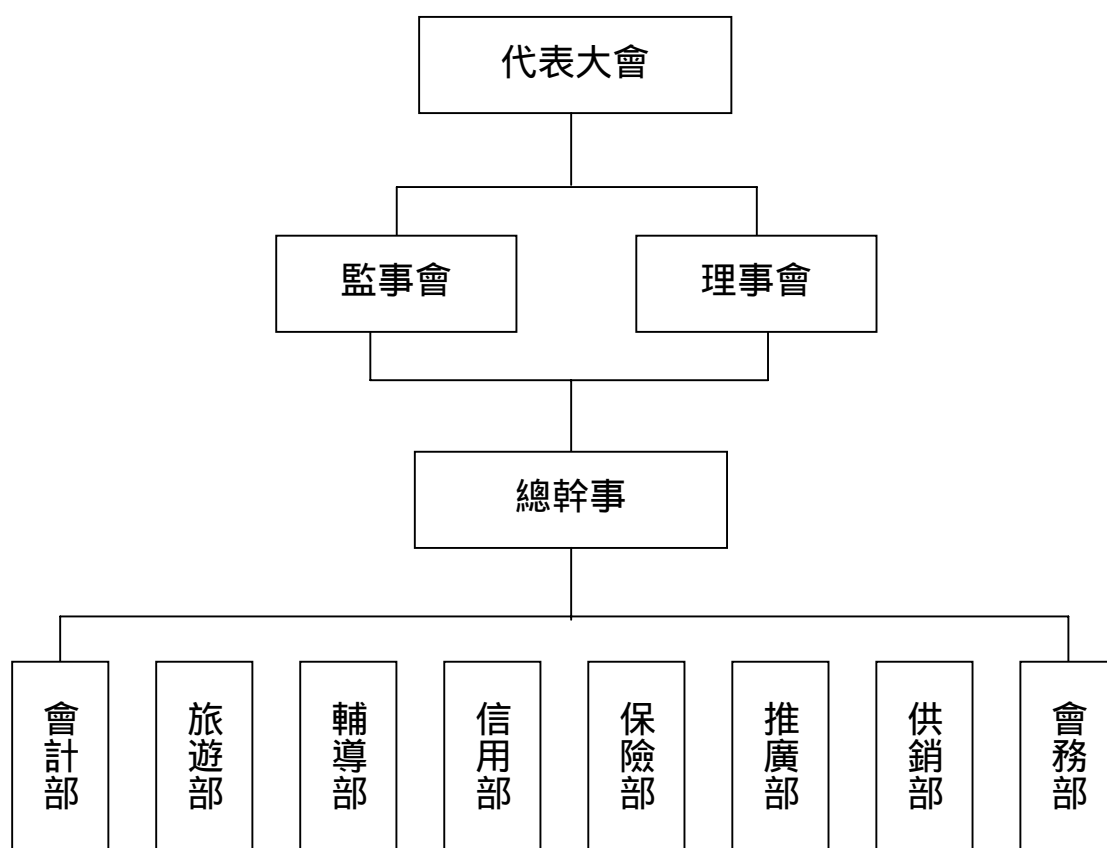 代表大會
監事會
理事會
總幹事
會計部
旅遊部
輔導部
信用部
保險部
推廣部
供銷部
會務部